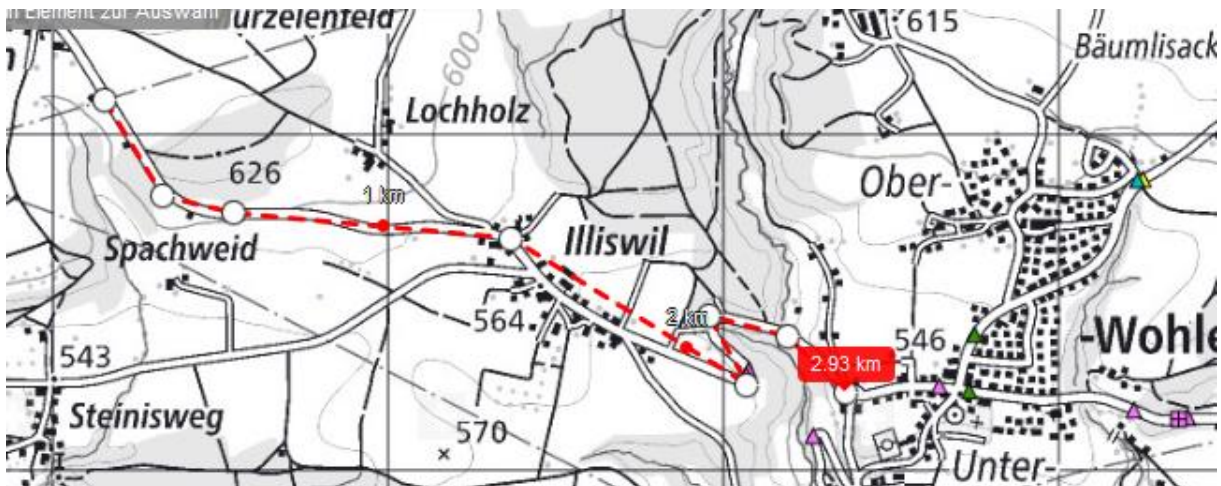 n Element zur Auswahl
urzelenfeld
615
Bäumlisack
600
Lochholz
626
1 km
Ober-
Spachweid
Illiswil
564
2 km
546
-Wohle
543
2.93 km
Steinisweg
570
Unter-